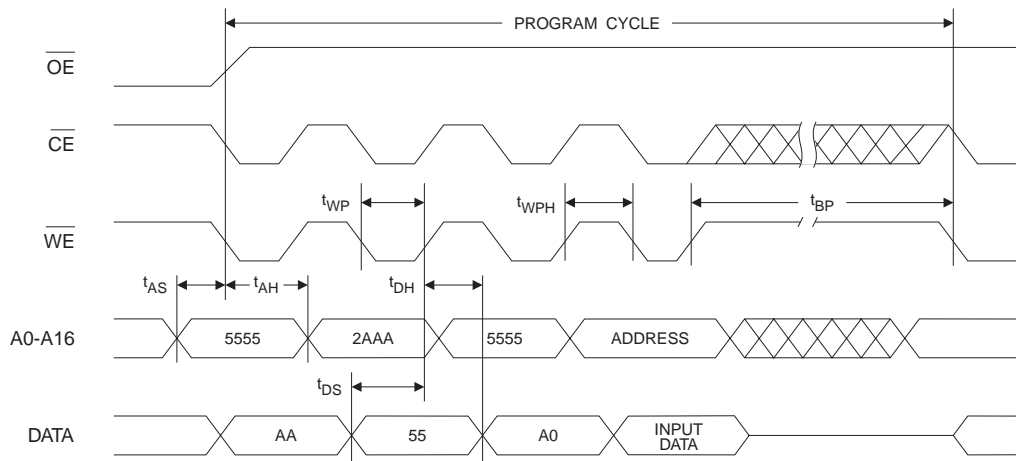 PROGRAM CYCLE
OE
CE
tWP
tWPH
tBP
WE
tAS
tAH
tDH
A0-A16
5555
2AAA
5555
ADDRESS
tDS
DATA
AA
55
A0
INPUT
DATA